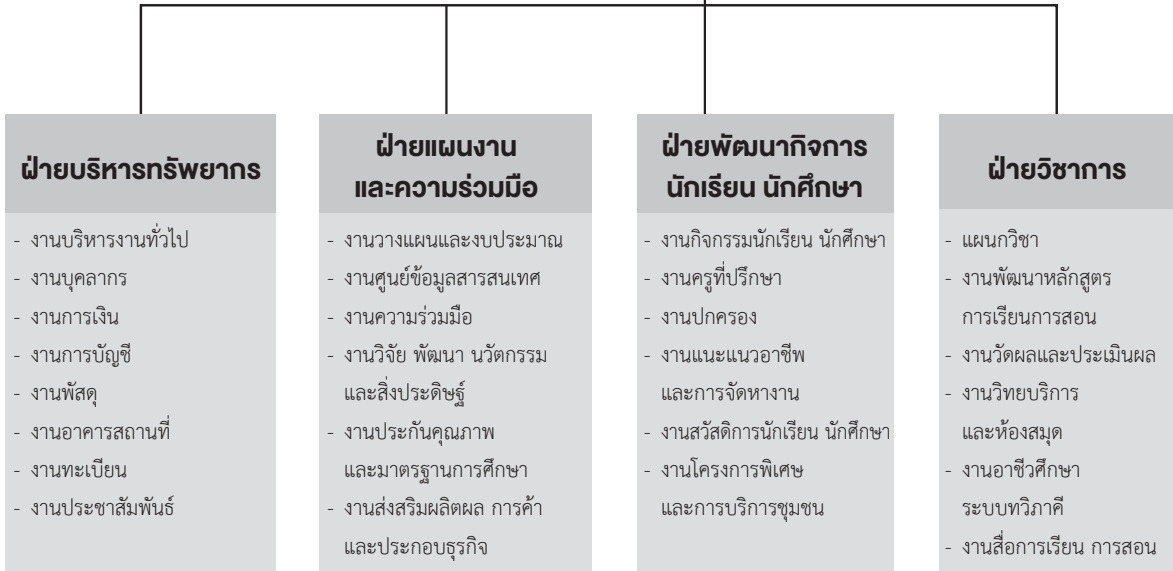 ฝ่ายบริหารทรัพยากร
- งานบริหารงานทั่วไป
- งานบุคลากร
- งานการเงิน
- งานการบัญชี
- งานพัสดุ
- งานอาคารสถานที่
- งานทะเบียน
- งานประชาสัมพันธ์
ฝ่ายแผนงาน
และความร่วมมือ
- งานวางแผนและงบประมาณ
- งานศูนย์ข้อมูลสารสนเทศ
- งานความร่วมมือ
- งานวิจัย พัฒนา นวัตกรรม
และสิ่งประดิษฐ์
- งานประกันคุณภาพ
และมาตรฐานการศึกษา
- งานส่งสริมผลิตผล การค้า
และประกอบธุรกิจ
ฝ่ายพัฒนากิจการ
นักเรียน นักศึกษา
- งานกิจกรรมนักเรียน นักศึกษา
- งานครูที่ปรึกษา
- งานปกครอง
- งานแนะแนวอาชีพ
และการจัดหางาน
- งานสวัสดิการนักเรียน นักศึกษา
- งานโครงการพิเศษ
และการบริการชุมชน
ฝ่ายวิชาการ
- แผนกวิชา
- งานพัฒนาหลักสูตร
การเรียนการสอน
- งานวัดผลและประเมินผล
- งานวิทยบริการ
และห้องสมุด
- งานอาชีวศึกษา
ระบบทวิภาคี
- งานสื่อการเรียน การสอน